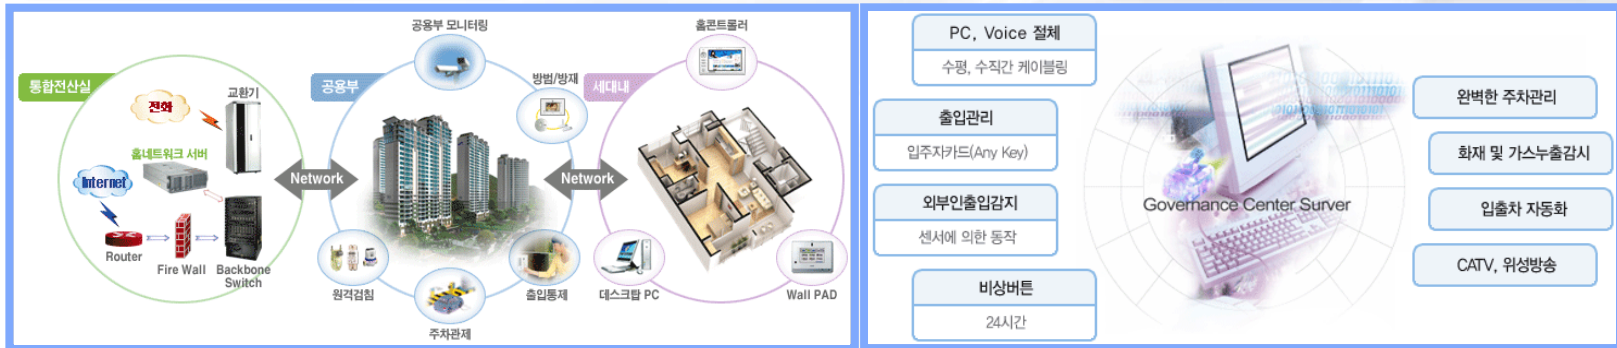 통합전산실
전화
교환기
홈네트워크 서버
Internet
Router
Fire Wall
Backbone
Switch
Network
공용부
공용부 모니터링
방범/방재
원격검침
주차관제
출입통제
Network
세대내
홈콘트롤러
데스크탑 PC
Wall PAD
PC, Voice 절체
수평, 수직간 케이블링
출입관리
입주자카드(Any Key)
외부인출입감지
센서에 의한 동작
비상버튼
24시간
Governance Center Surver
완벽한 주차관리
화재 및 가스누출감시
입출차 자동화
CATV, 위성방송